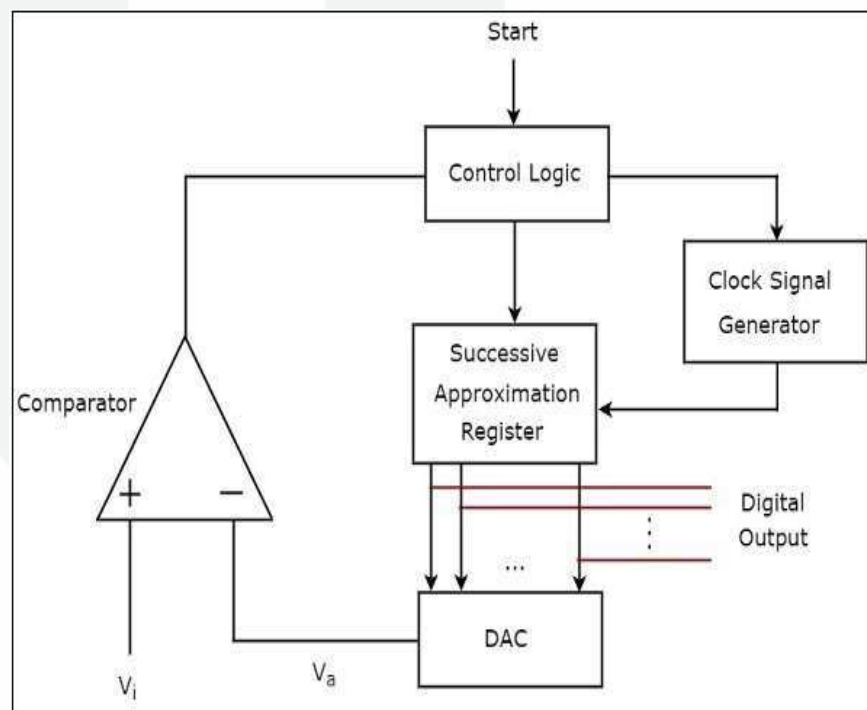 Start
Control Logic
Clock Signal
Generator
Successive
Approximation
Register
Comparator
+ −
Digital
Output
...
DAC
Va
Vi